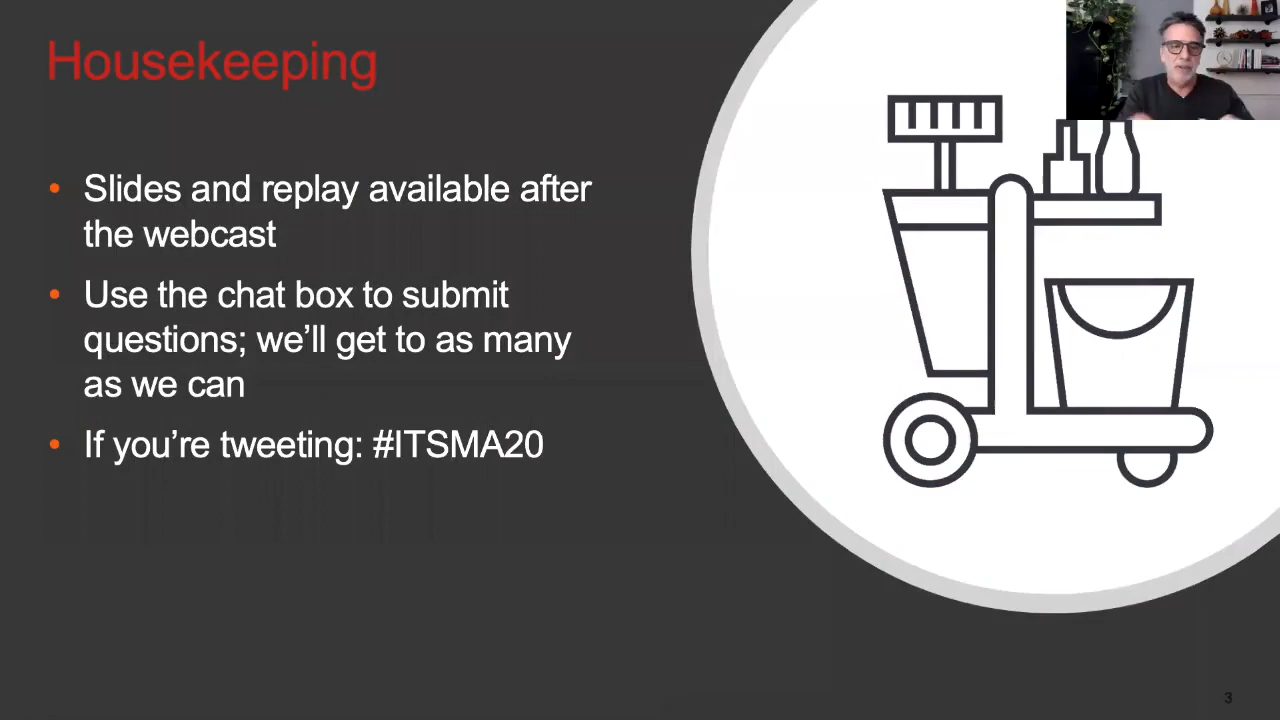 Housekeeping
• Slides and replay available after
the webcast
• Use the chat box to submit
questions; we’ll get to as many
as we can
• If you’re tweeting: #ITSMA20
3